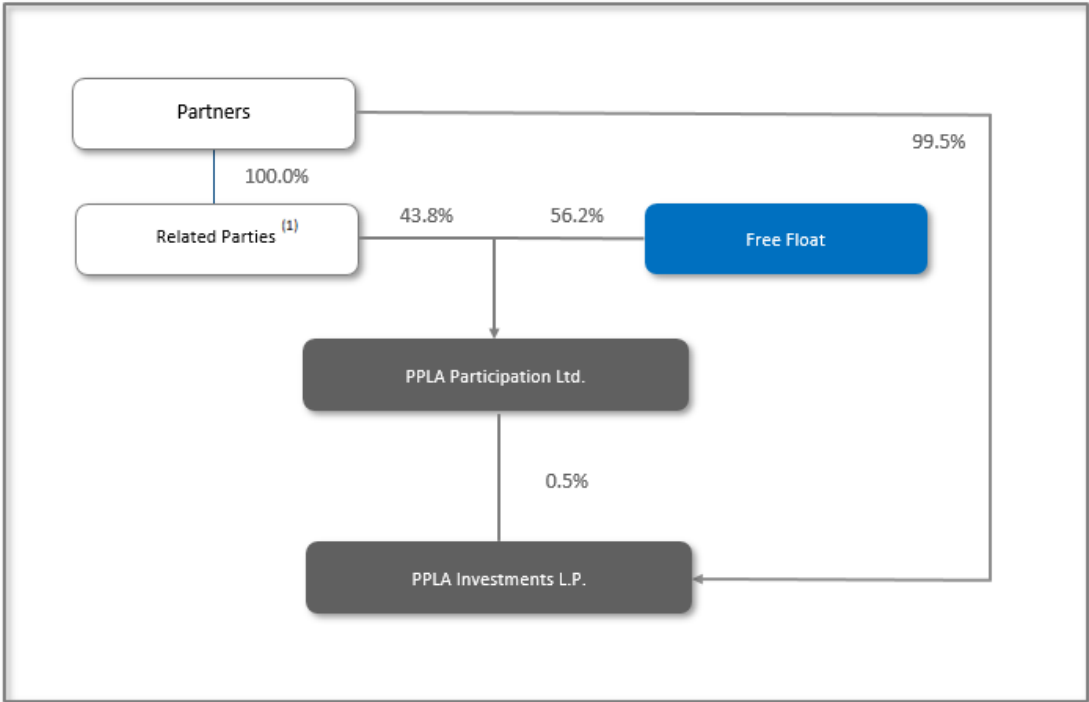 Partners
99.5%
100.0%
Related Parties (1)
43.8%
56.2%
Free Float
PPLA Participation Ltd.
0.5%
PPLA Investments L.P.